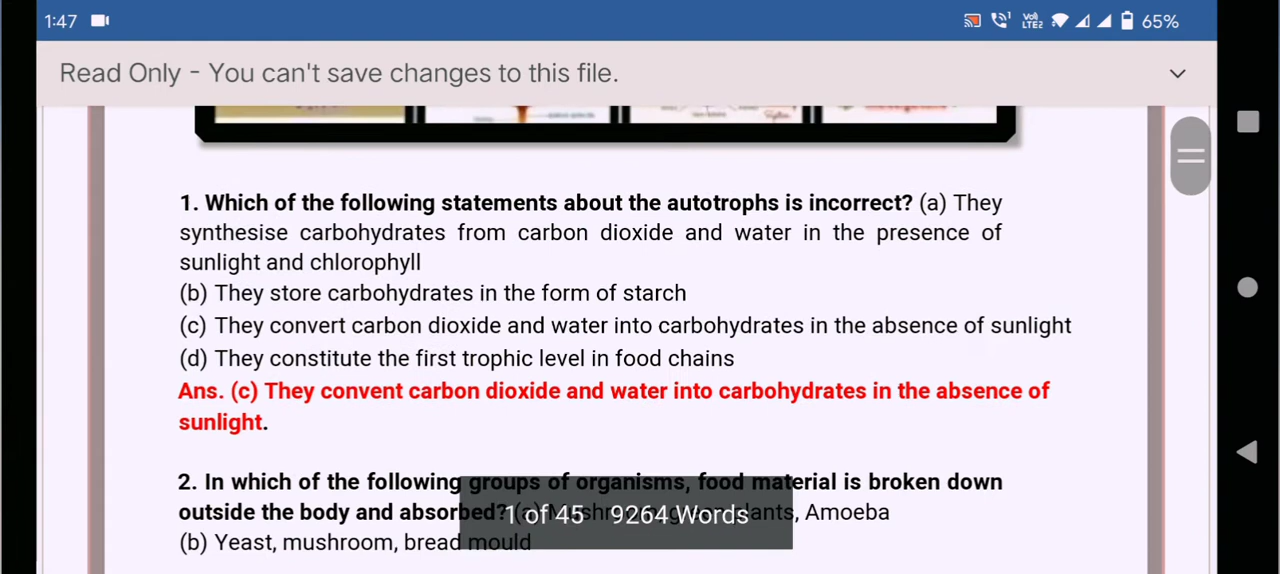 1:47
Vo) LTE2 65%
Read Only - You can't save changes to this file.
1. Which of the following statements about the autotrophs is incorrect? (a) They
synthesise carbohydrates from carbon dioxide and water in the presence of
sunlight and chlorophyll
(b) They store carbohydrates in the form of starch
(c) They convert carbon dioxide and water into carbohydrates in the absence of sunlight
(d) They constitute the first trophic level in food chains
Ans. (c) They convent carbon dioxide and water into carbohydrates in the absence of
sunlight.
2. In which of the following groups of organisms, food material is broken down
outside the body and absorbed? (a) Mushroom, green plants, Amoeba
1 of 45 9264 Words
(b) Yeast, mushroom, bread mould